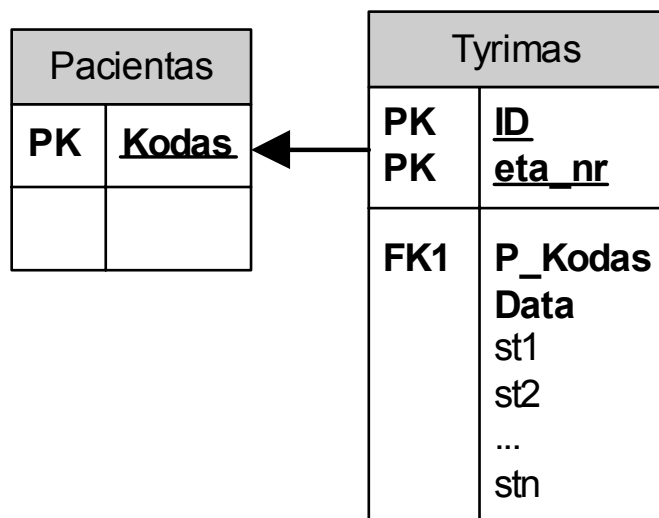 Pacientas
PK Kodas
Tyrimas
PK ID
PK eta_nr
FK1 P_Kodas
Data
st1
st2
...
stn